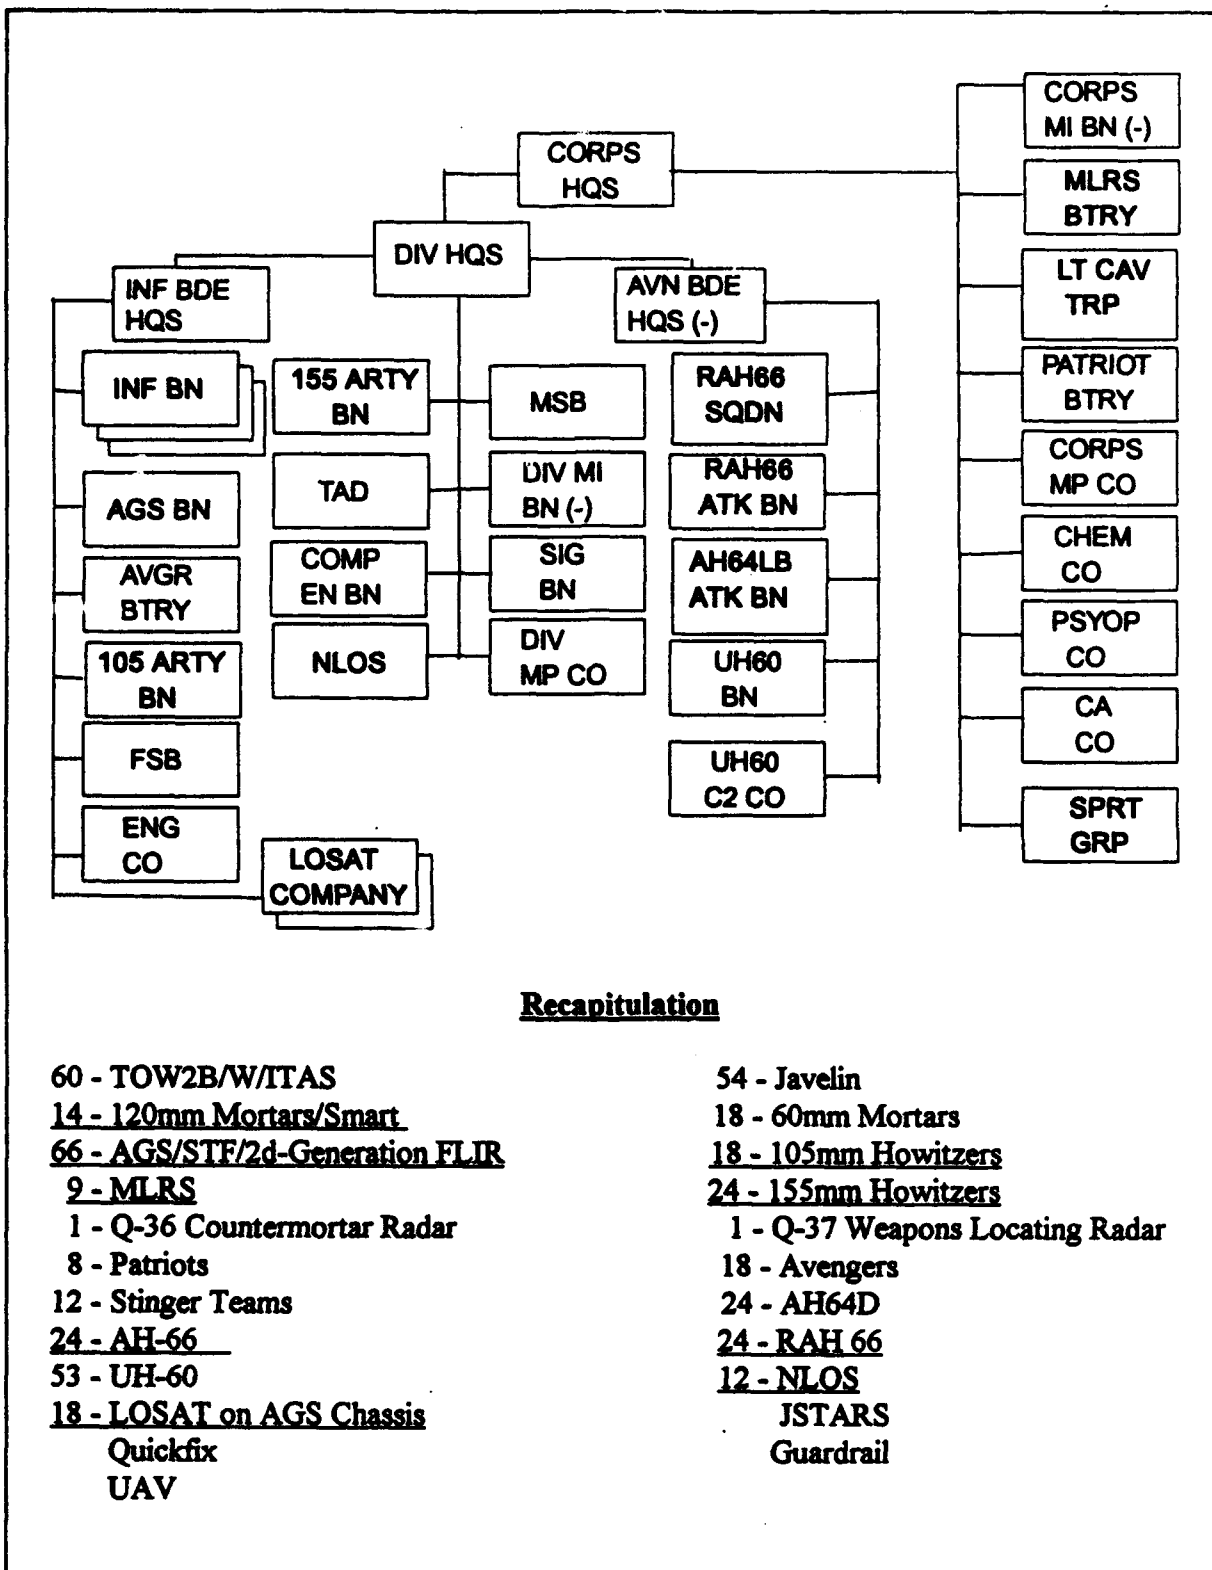 CORPS
HQS
DIV HQS
INF BDE
HQS
INF BN
AGS BN
AVGR
BTRY
105 ARTY
BN
FSB
ENG
CO
LOSAT
COMPANY
155 ARTY
BN
TAD
COMP
EN BN
NLOS
MSB
DIV MI
BN (-)
SIG
BN
DIV
MP CO
AVN BDE
HQS (-)
RAH66
SQDN
RAH66
ATK BN
AH64LB
ATK BN
UH60
BN
UH60
C2 CO
CORPS
MI BN (-)
MLRS
BTRY
LT CAV
TRP
PATRIOT
BTRY
CORPS
MP CO
CHEM
CO
PSYOP
CO
CA
CO
SPRT
GRP
Recapitulation
60 - TOW2B/W/ITAS
14 - 120mm Mortars/Smart
66 - AGS/STF/2d-Generation FLIR
9 - MLRS
1 - Q-36 Countermortar Radar
8 - Patriots
12 - Stinger Teams
24 - AH-66
53 - UH-60
18 - LOSAT on AGS Chassis
Quickfix
UAV
54 - Javelin
18 - 60mm Mortars
18 - 105mm Howitzers
24 - 155mm Howitzers
1 - Q-37 Weapons Locating Radar
18 - Avengers
24 - AH64D
24 - RAH 66
12 - NLOS
JSTARS
Guardrail